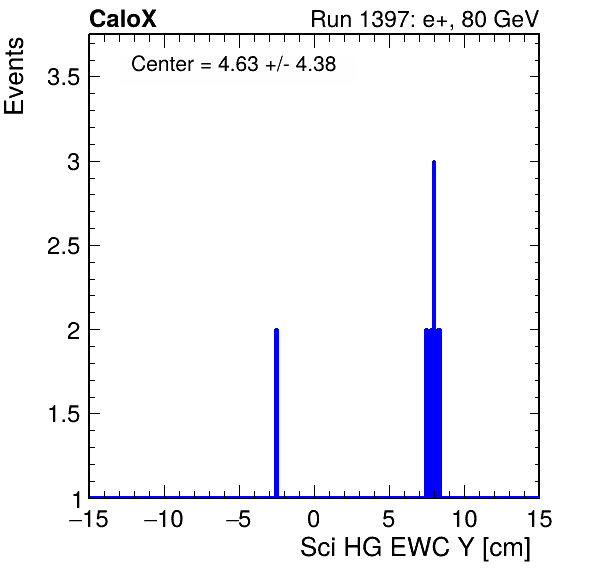 CaloX Run 1397: e+, 80 GeV
Center = 4.63 +/- 4.38
Events
3.5
3
2.5
2
1.5
1
−15 −10 −5 0 5 10 15
Sci HG EWC Y [cm]